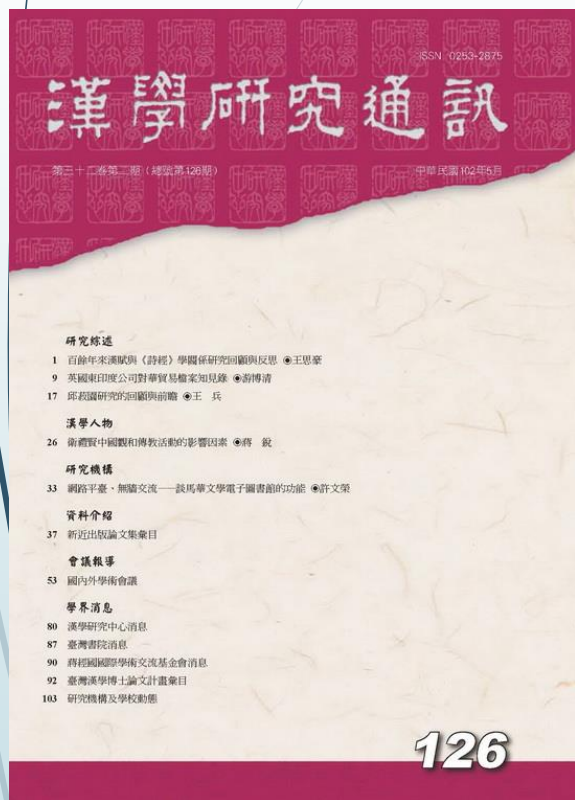 ISSN 0253-2875
漢學研究通訊
第三十二卷第二期（總號第126期）
中華民國102年5月
研究綜述
1 百餘年來漢賦與《詩經》學關係研究回顧與反思 ◉王思豪
9 英國東印度公司對華貿易檔案知見錄 ◉游博清
17 邱菽園研究的回顧與前瞻 ◉王 兵
漢學人物
26 衛禮賢中國觀和傳教活動的影響因素 ◉蔣 銳
研究機構
33 網路平臺、無牆交流──談馬華文學電子圖書館的功能 ◉許文榮
資料介紹
37 新近出版論文集彙目
會議報導
53 國內外學術會議
學界消息
80 漢學研究中心消息
87 臺灣書院消息
90 蔣經國國際學術交流基金會消息
92 臺灣漢學博士論文計畫彙目
103 研究機構及學校動態
126